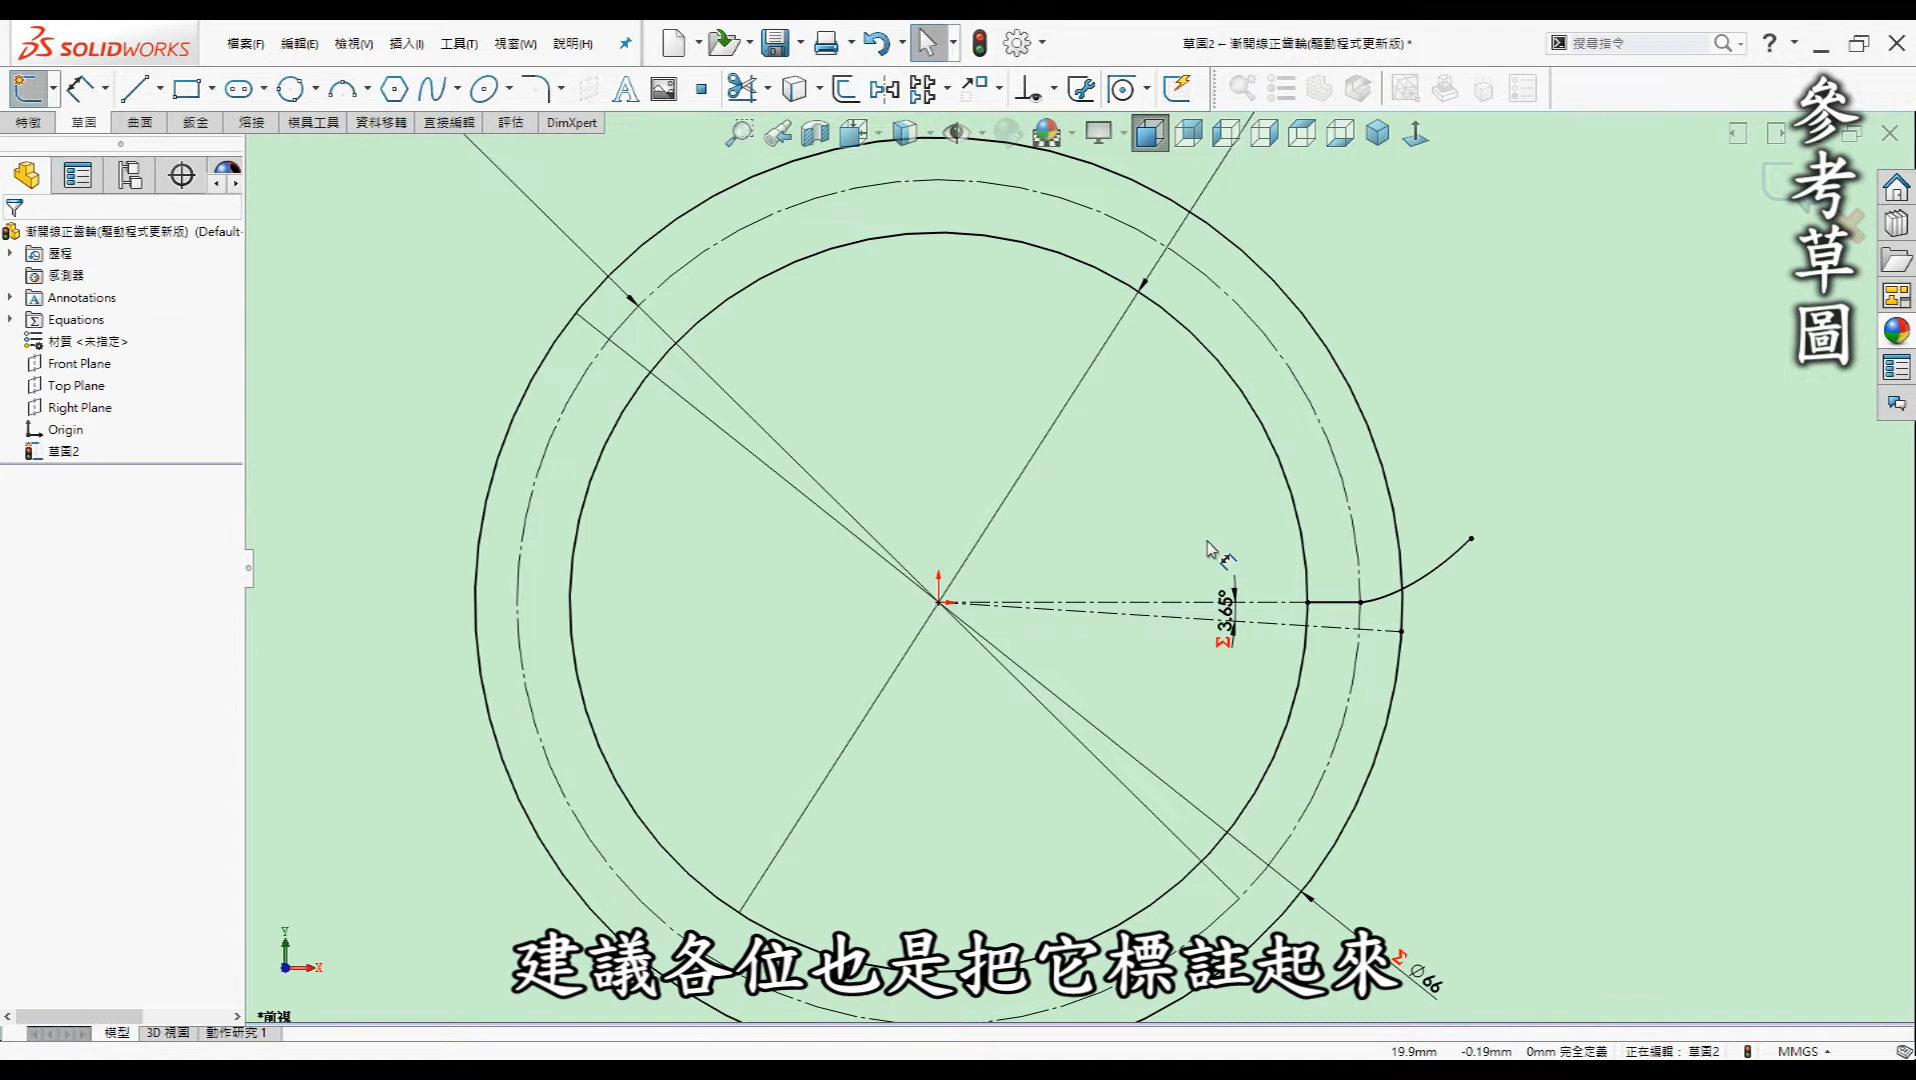 SOLIDWORKS
檔案(F) 編輯(E) 檢視(V) 插入(I) 工具(T) 視窗(W) 說明(H)
草圖2 – 漸開線正齒輪(驅動程式更新版) *
搜尋指令
特徵 草圖 曲面 鈑金 熔接 模具工具 資料移轉 直接編輯 評估 DimXpert
漸開線正齒輪(驅動程式更新版) (Default
歷程
感測器
Annotations
Equations
材質 <未指定>
Front Plane
Top Plane
Right Plane
Origin
草圖2
參考草圖
Σ 3.65°
Σ ∅66
Y
X
*前視
建議各位也是把它標註起來
模型 3D 視圖 動作研究 1
19.9mm -0.19mm 0mm 完全定義 正在編輯： 草圖2 MMGS